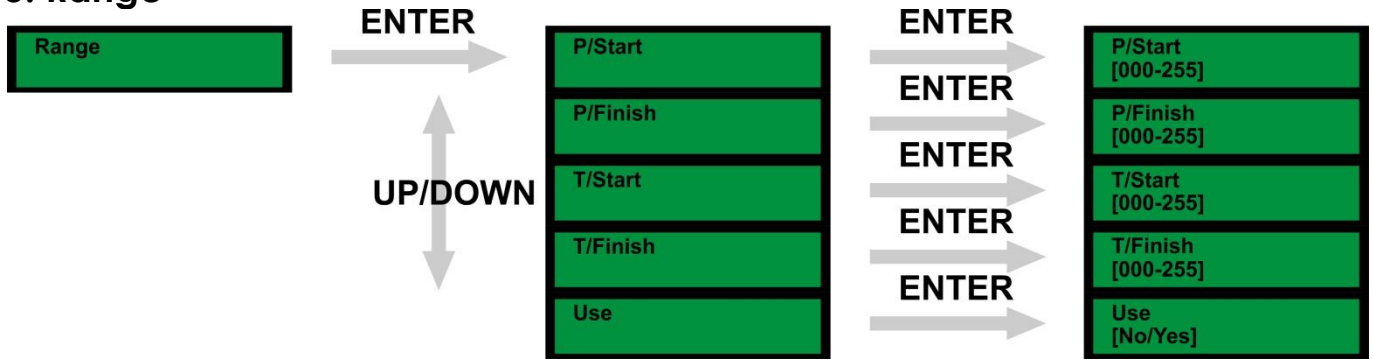 Range
ENTER
UP/DOWN
P/Start
P/Finish
T/Start
T/Finish
Use
ENTER
ENTER
ENTER
ENTER
ENTER
P/Start
[000-255]
P/Finish
[000-255]
T/Start
[000-255]
T/Finish
[000-255]
Use
[No/Yes]